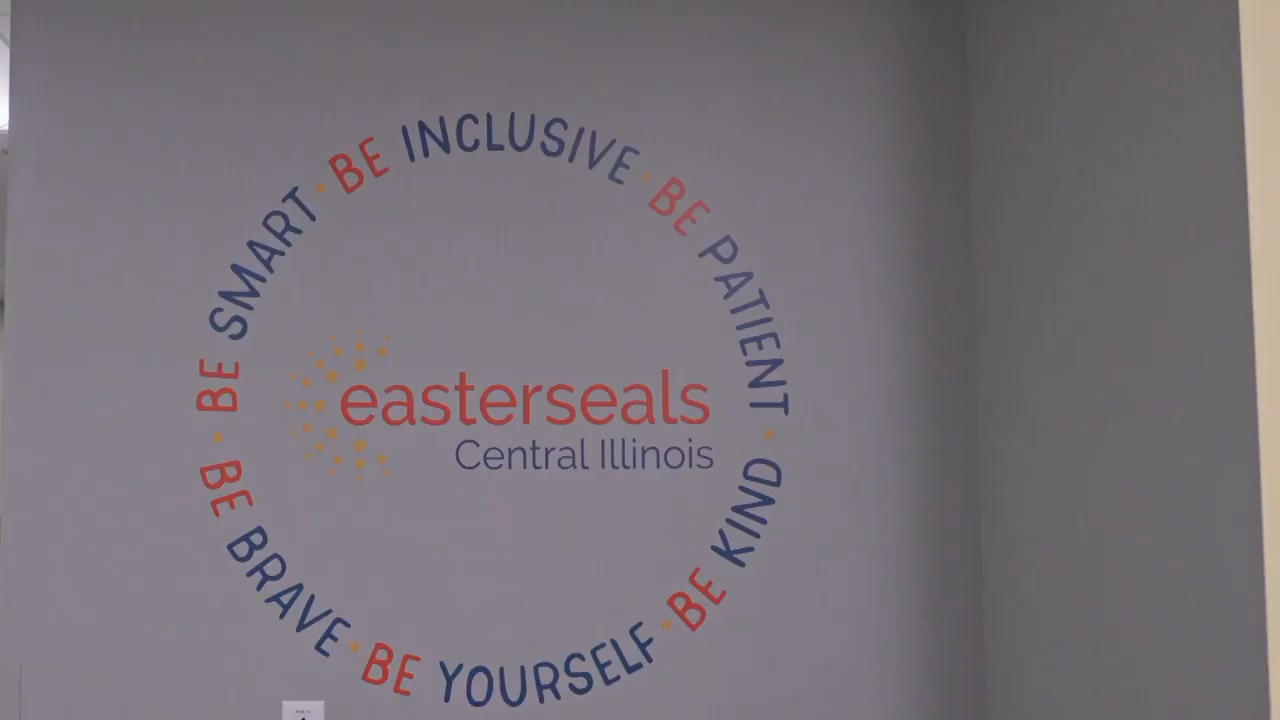 BE INCLUSIVE · BE PATIENT · BE KIND · BE YOURSELF · BE BRAVE · BE SMART ·
easterseals
Central Illinois